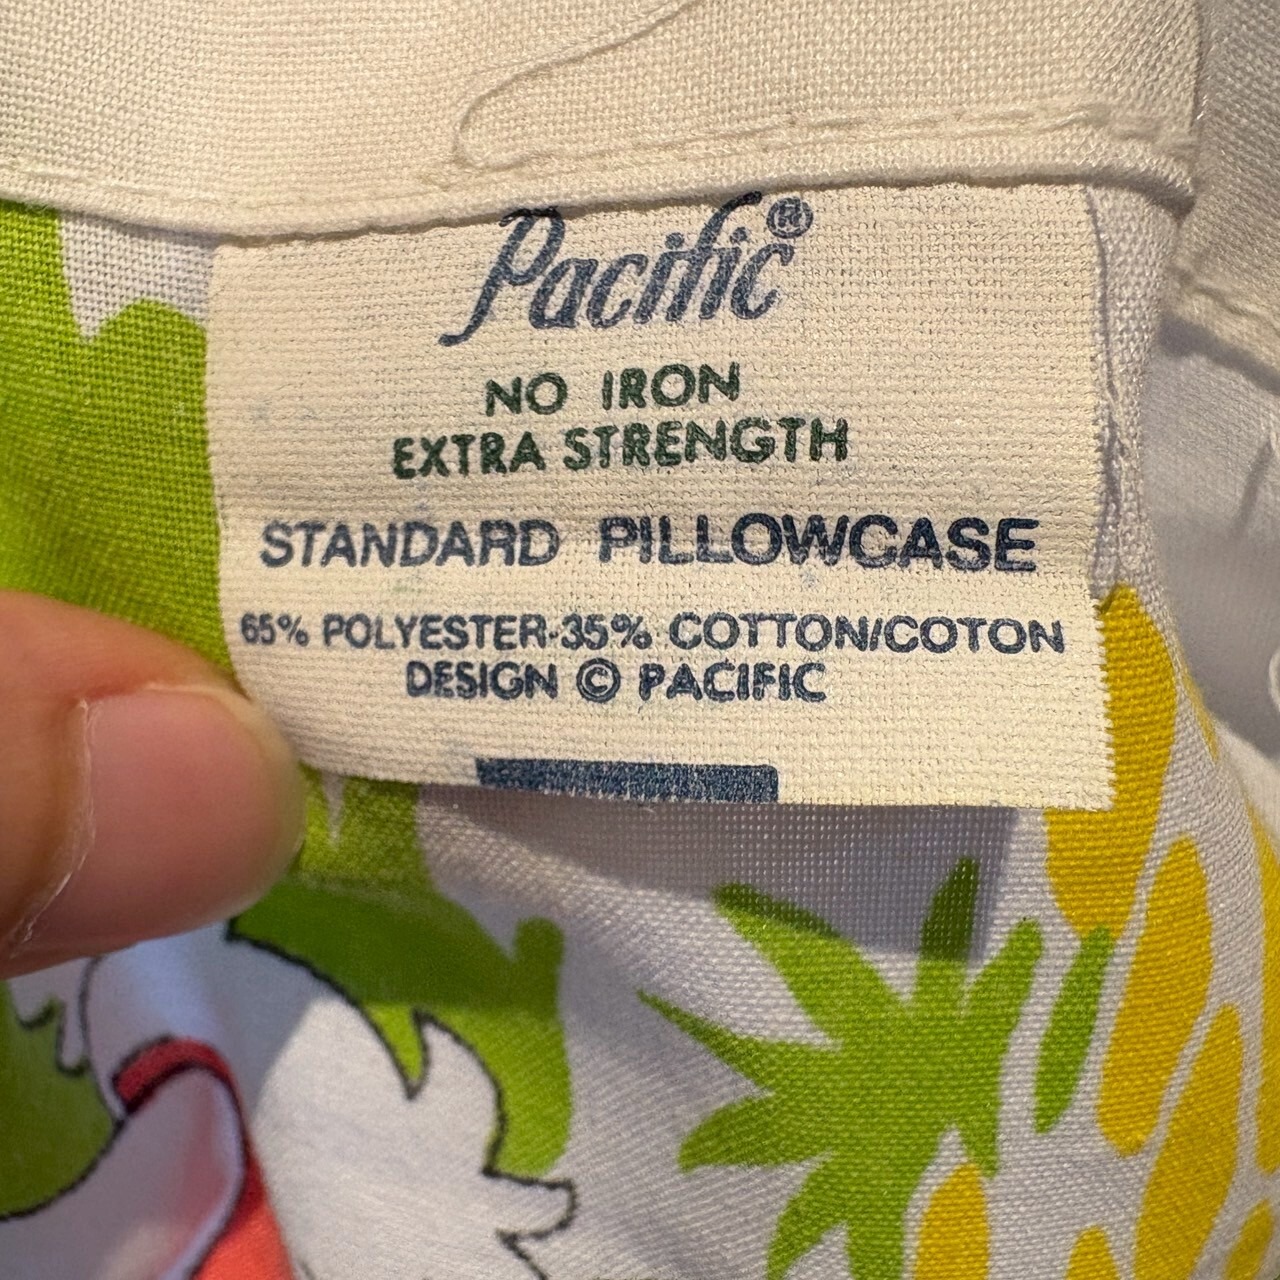 Pacific®
NO IRON
EXTRA STRENGTH
STANDARD PILLOWCASE
65% POLYESTER-35% COTTON/COTON
DESIGN © PACIFIC